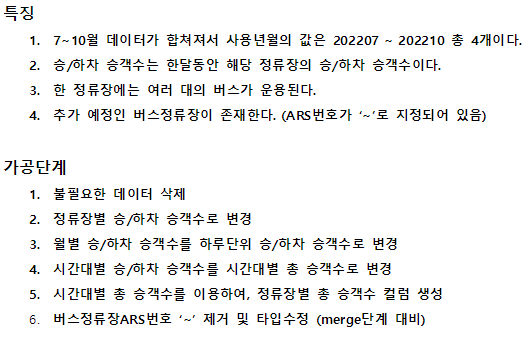 특징
1. 7~10월 데이터가 합쳐져서 사용년월의 값은 202207 ~ 202210 총 4개이다.
2. 승/하차 승객수는 한달동안 해당 정류장의 승/하차 승객수이다.
3. 한 정류장에는 여러 대의 버스가 운용된다.
4. 추가 예정인 버스정류장이 존재한다. (ARS번호가 ‘~’로 지정되어 있음)
가공단계
1. 불필요한 데이터 삭제
2. 정류장별 승/하차 승객수로 변경
3. 월별 승/하차 승객수를 하루단위 승/하차 승객수로 변경
4. 시간대별 승/하차 승객수를 시간대별 총 승객수로 변경
5. 시간대별 총 승객수를 이용하여, 정류장별 총 승객수 컬럼 생성
6. 버스정류장ARS번호 ‘~’ 제거 및 타입수정 (merge단계 대비)